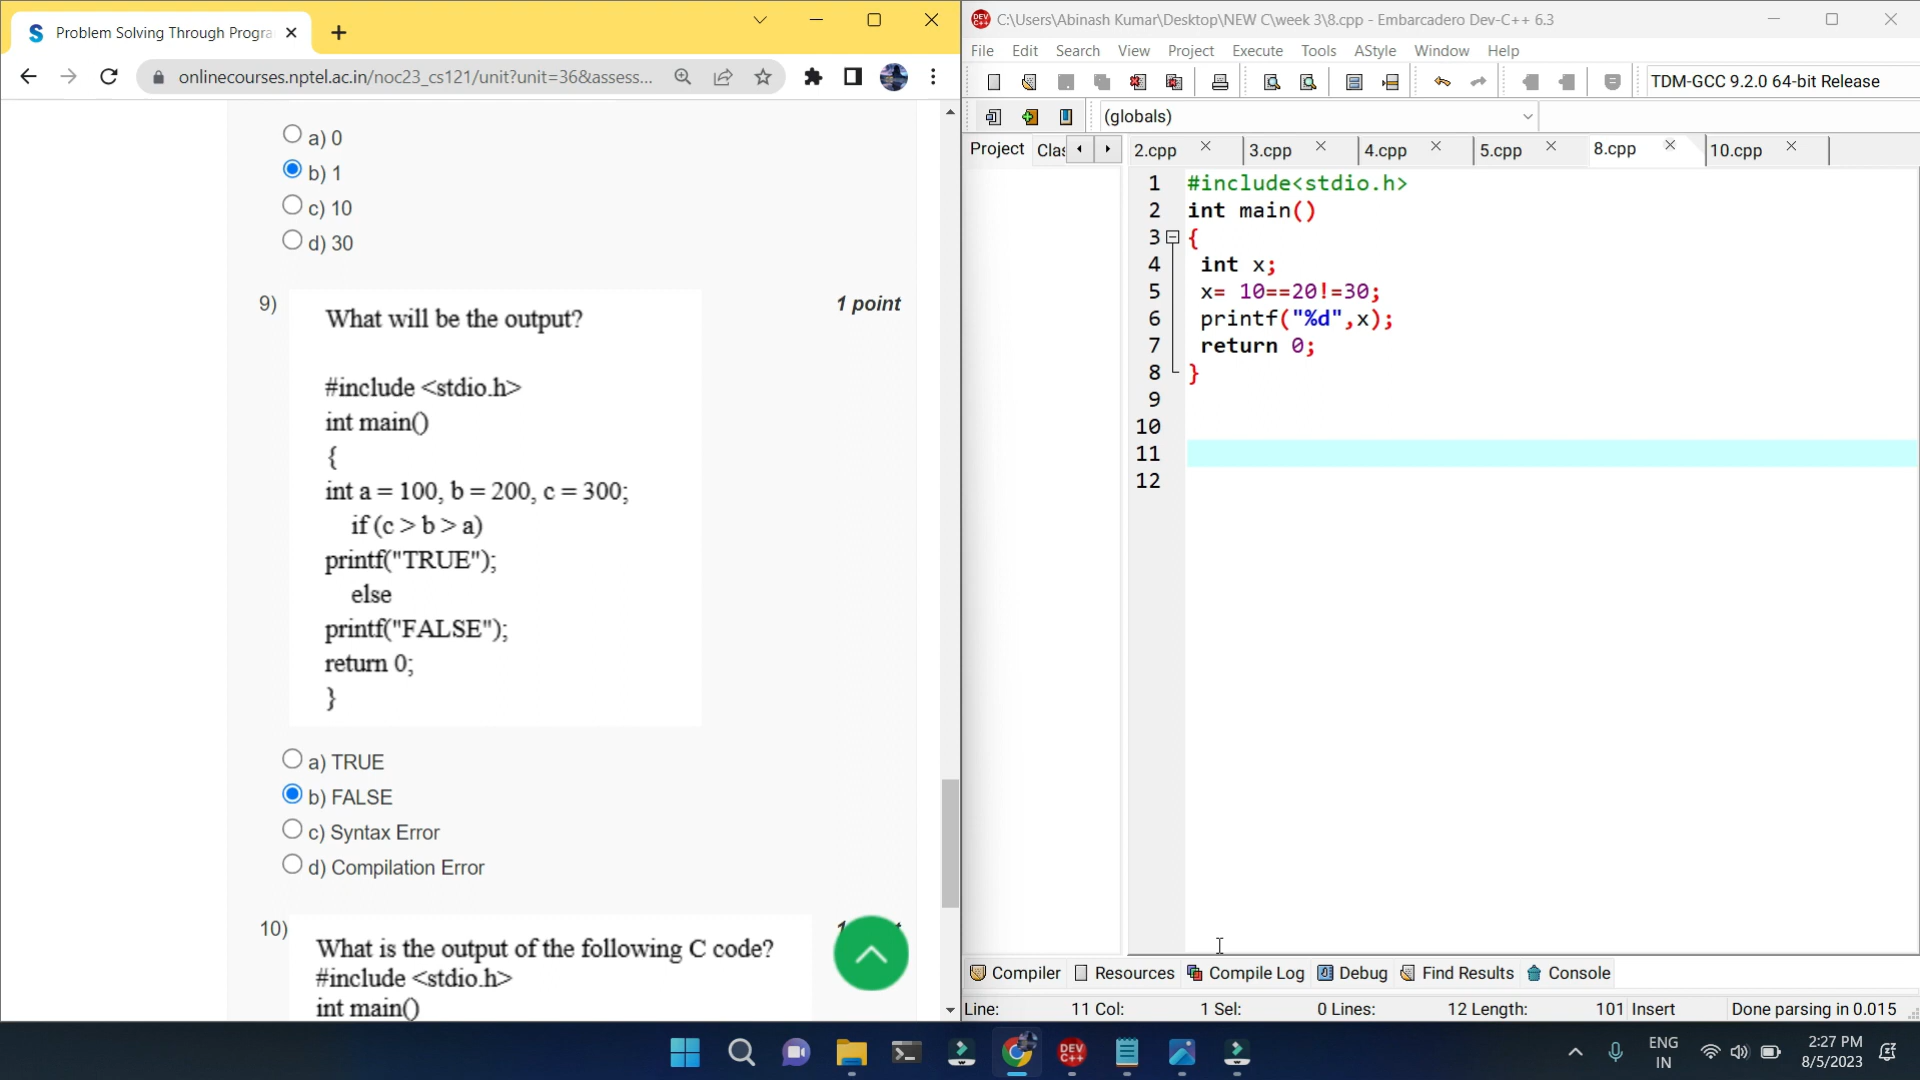 Problem Solving Through Progra
onlinecourses.nptel.ac.in/noc23_cs121/unit?unit=36&assess...
a) 0
b) 1
c) 10
d) 30
9)
1 point
What will be the output?
#include <stdio.h>
int main()
{
int a = 100, b = 200, c = 300;
if (c > b > a)
printf("TRUE");
else
printf("FALSE");
return 0;
}
a) TRUE
b) FALSE
c) Syntax Error
d) Compilation Error
10)
What is the output of the following C code?
#include <stdio.h>
int main()
C:\Users\Abinash Kumar\Desktop\NEW C\week 3\8.cpp - Embarcadero Dev-C++ 6.3
File Edit Search View Project Execute Tools AStyle Window Help
TDM-GCC 9.2.0 64-bit Release
(globals)
Project Clas 2.cpp 3.cpp 4.cpp 5.cpp 8.cpp 10.cpp
1 #include<stdio.h>
2 int main()
3 {
4 int x;
5 x= 10==20!=30;
6 printf("%d",x);
7 return 0;
8 }
9
10
11
12
Compiler Resources Compile Log Debug Find Results Console
Line: 11 Col: 1 Sel: 0 Lines: 12 Length: 101 Insert Done parsing in 0.015
DEV C++
ENG
IN
2:27 PM
8/5/2023